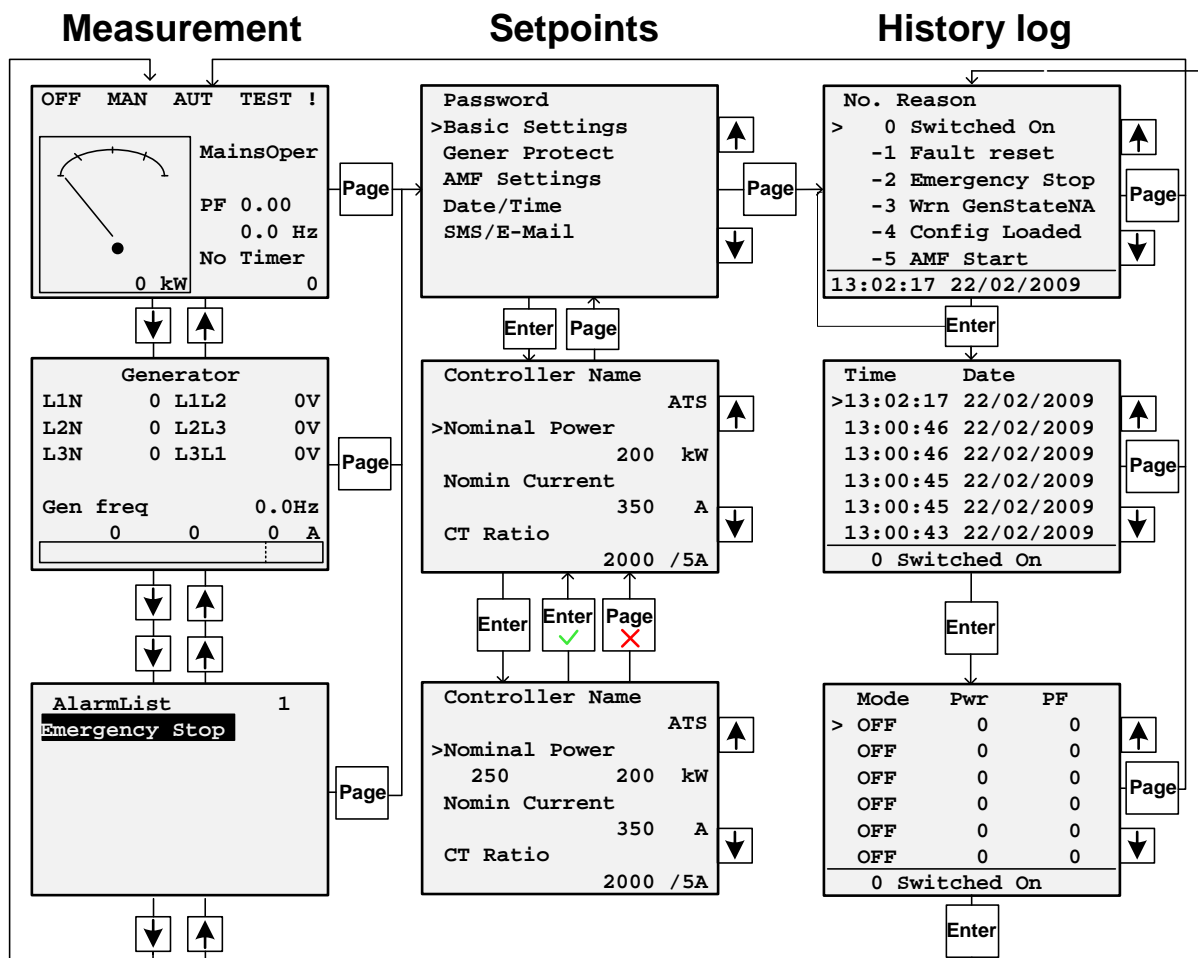 Measurement
OFF MAN AUT TEST !
MainsOper
PF 0.00
0.0 Hz
No Timer
0 kW 0
Page
Generator
L1N 0 L1L2 0V
L2N 0 L2L3 0V
L3N 0 L3L1 0V
Gen freq 0.0Hz
0 0 0 A
Page
AlarmList 1
Emergency Stop
Page
Setpoints
Password
>Basic Settings
Gener Protect
AMF Settings
Date/Time
SMS/E-Mail
Page
Enter Page
Controller Name
ATS
>Nominal Power
200 kW
Nomin Current
350 A
CT Ratio
2000 /5A
Enter Enter Page
Controller Name
ATS
>Nominal Power
250 200 kW
Nomin Current
350 A
CT Ratio
2000 /5A
History log
No. Reason
> 0 Switched On
-1 Fault reset
-2 Emergency Stop
-3 Wrn GenStateNA
-4 Config Loaded
-5 AMF Start
13:02:17 22/02/2009
Page
Enter
Time Date
>13:02:17 22/02/2009
13:00:46 22/02/2009
13:00:46 22/02/2009
13:00:45 22/02/2009
13:00:45 22/02/2009
13:00:43 22/02/2009
0 Switched On
Page
Enter
Mode Pwr PF
> OFF 0 0
OFF 0 0
OFF 0 0
OFF 0 0
OFF 0 0
OFF 0 0
0 Switched On
Page
Enter